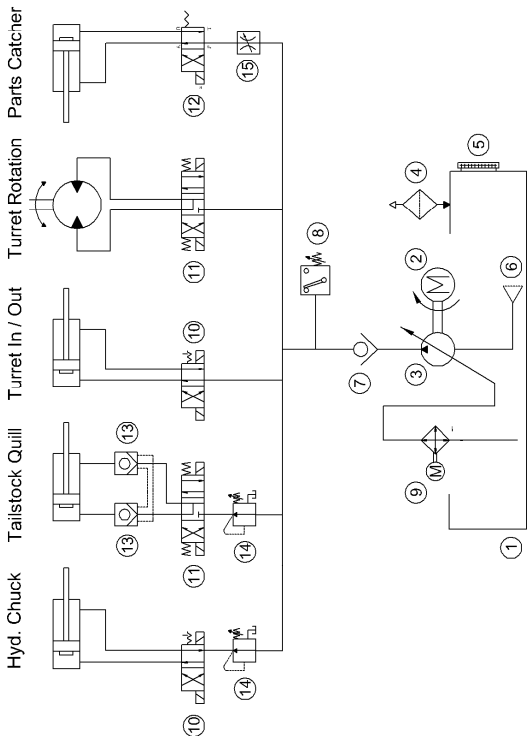 Hyd. Chuck
Tailstock Quill
Turret In / Out
Turret Rotation
Parts Catcher
13
13
10
11
10
11
12
14
14
15
8
7
3
2
M
4
5
6
9
M
1